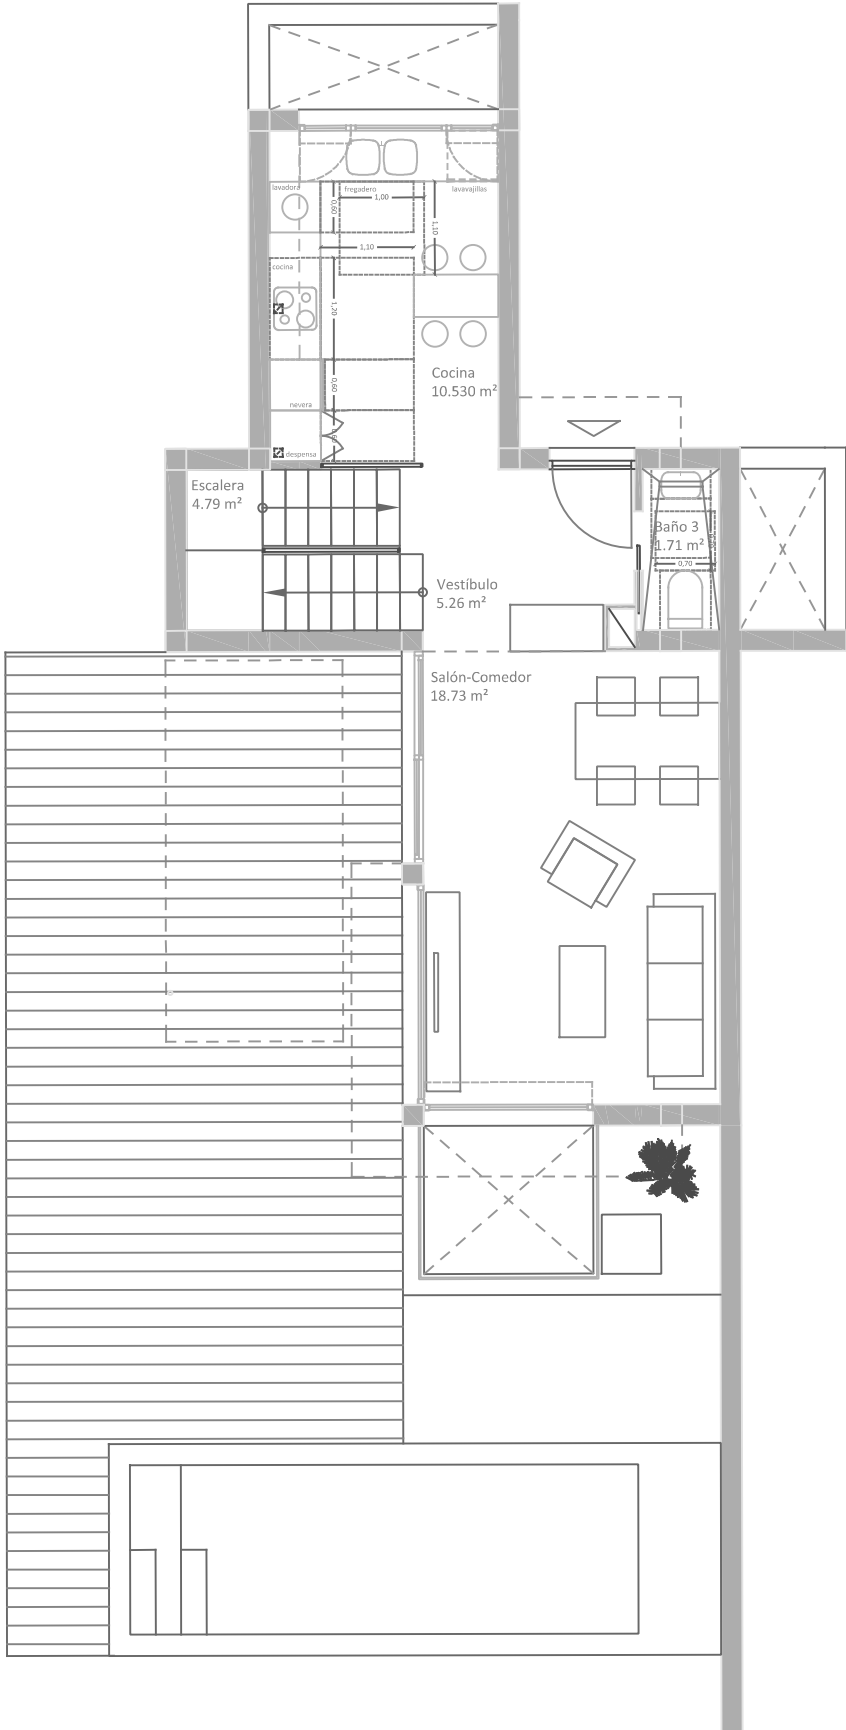 lavadora
fregadero
lavavajillas
1,00
0,60
1,10
1,10
cocina
1,20
Cocina
10.530 m²
0,60
nevera
despensa
Escalera
4.79 m²
Baño 3
1.71 m²
0,70
Vestíbulo
5.26 m²
Salón-Comedor
18.73 m²